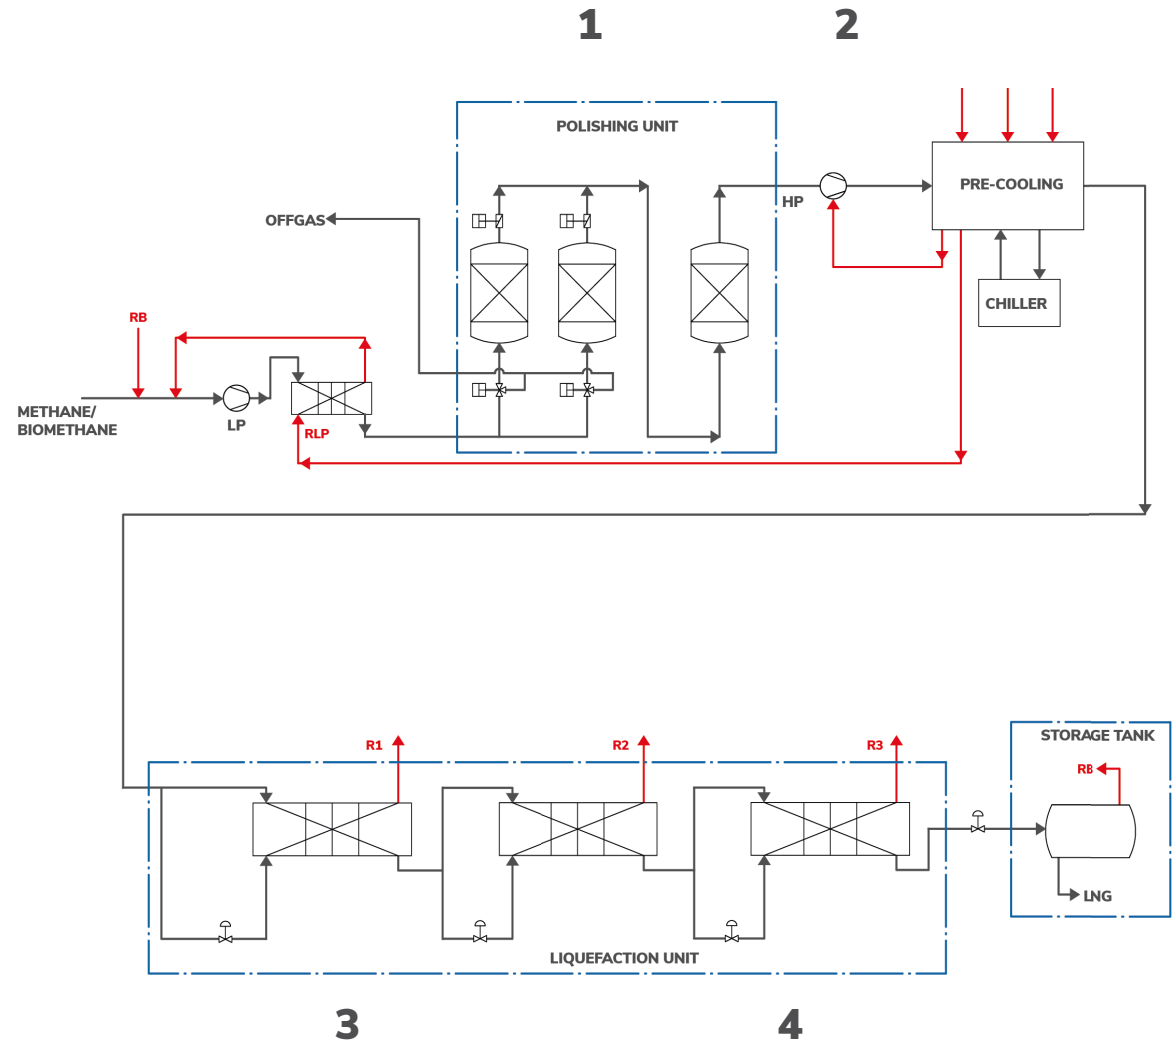 1
2
POLISHING UNIT
PRE-COOLING
HP
OFFGAS
CHILLER
RB
METHANE/
BIOMETHANE
LP
RLP
R1
R2
R3
STORAGE TANK
RB
LNG
LIQUEFACTION UNIT
3
4